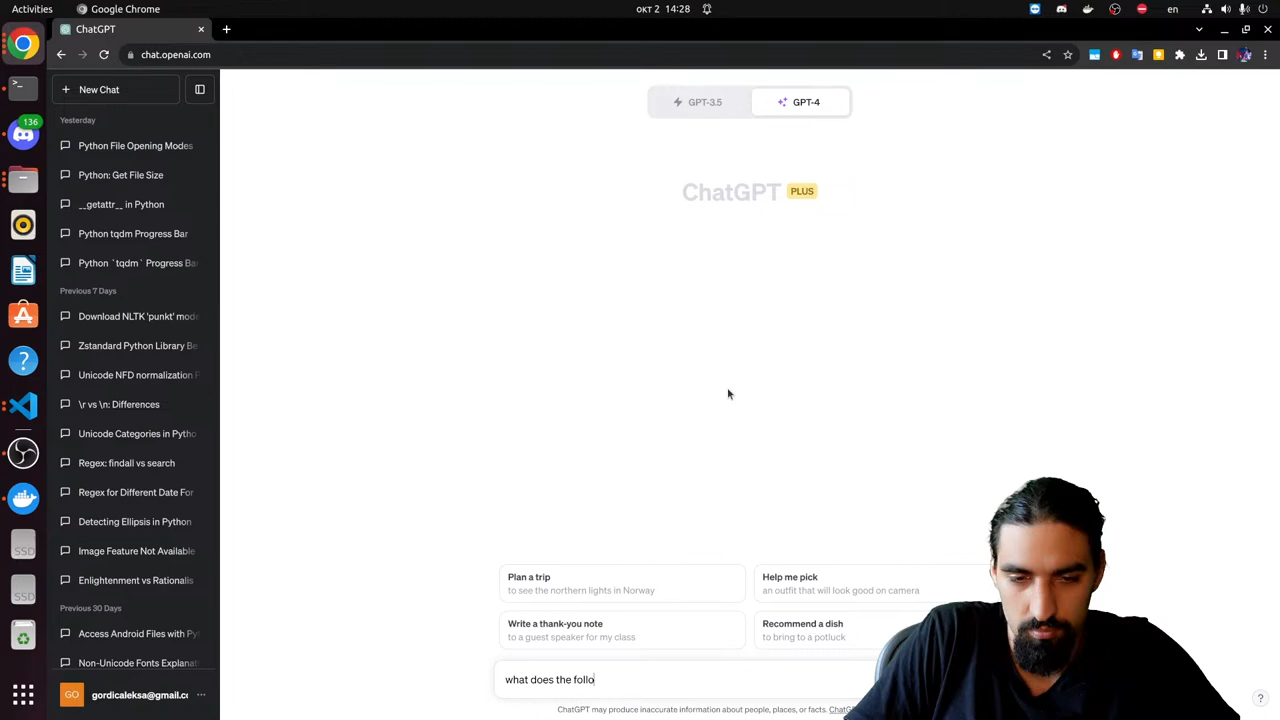 Activities
Google Chrome
окт 2 14:28
en
ChatGPT
chat.openai.com
New Chat
GPT-3.5
GPT-4
ChatGPT PLUS
Yesterday
Python File Opening Modes
Python: Get File Size
__getattr__ in Python
Python tqdm Progress Bar
Python `tqdm` Progress Bar
Previous 7 Days
Download NLTK 'punkt' mod
Zstandard Python Library Be
Unicode NFD normalization F
\r vs \n: Differences
Unicode Categories in Pytho
Regex: findall vs search
Regex for Different Date For
Detecting Ellipsis in Python
Image Feature Not Available
Enlightenment vs Rationalis
Previous 30 Days
Access Android Files with Py
Non-Unicode Fonts Explanati
GO gordicaleksa@gmail.co ...
136
SSD
SSD
Plan a trip
to see the northern lights in Norway
Help me pick
an outfit that will look good on camera
Write a thank-you note
to a guest speaker for my class
Recommend a dish
to bring to a potluck
what does the follo
ChatGPT may produce inaccurate information about people, places, or facts. ChatG
?